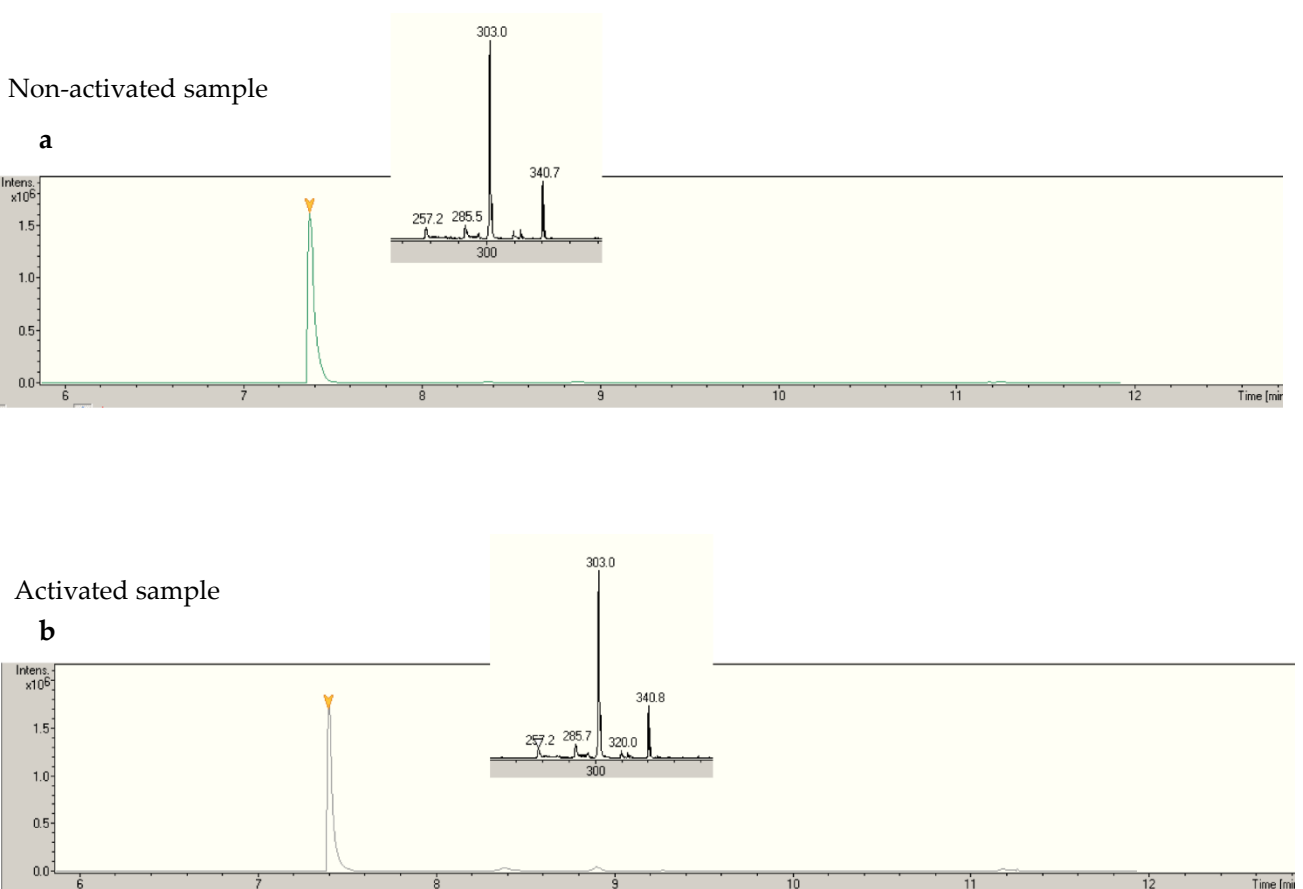 303.0
Non-activated sample
a
340.7
257.2 285.5
300
Intens.
x10⁶
1.5
1.0
0.5
0.0
6 7 8 9 10 11 12 Time [min
303.0
Activated sample
b
340.8
257.2 285.7 320.0
300
Intens.
x10⁶
1.5
1.0
0.5
0.0
6 7 8 9 10 11 12 Time [min